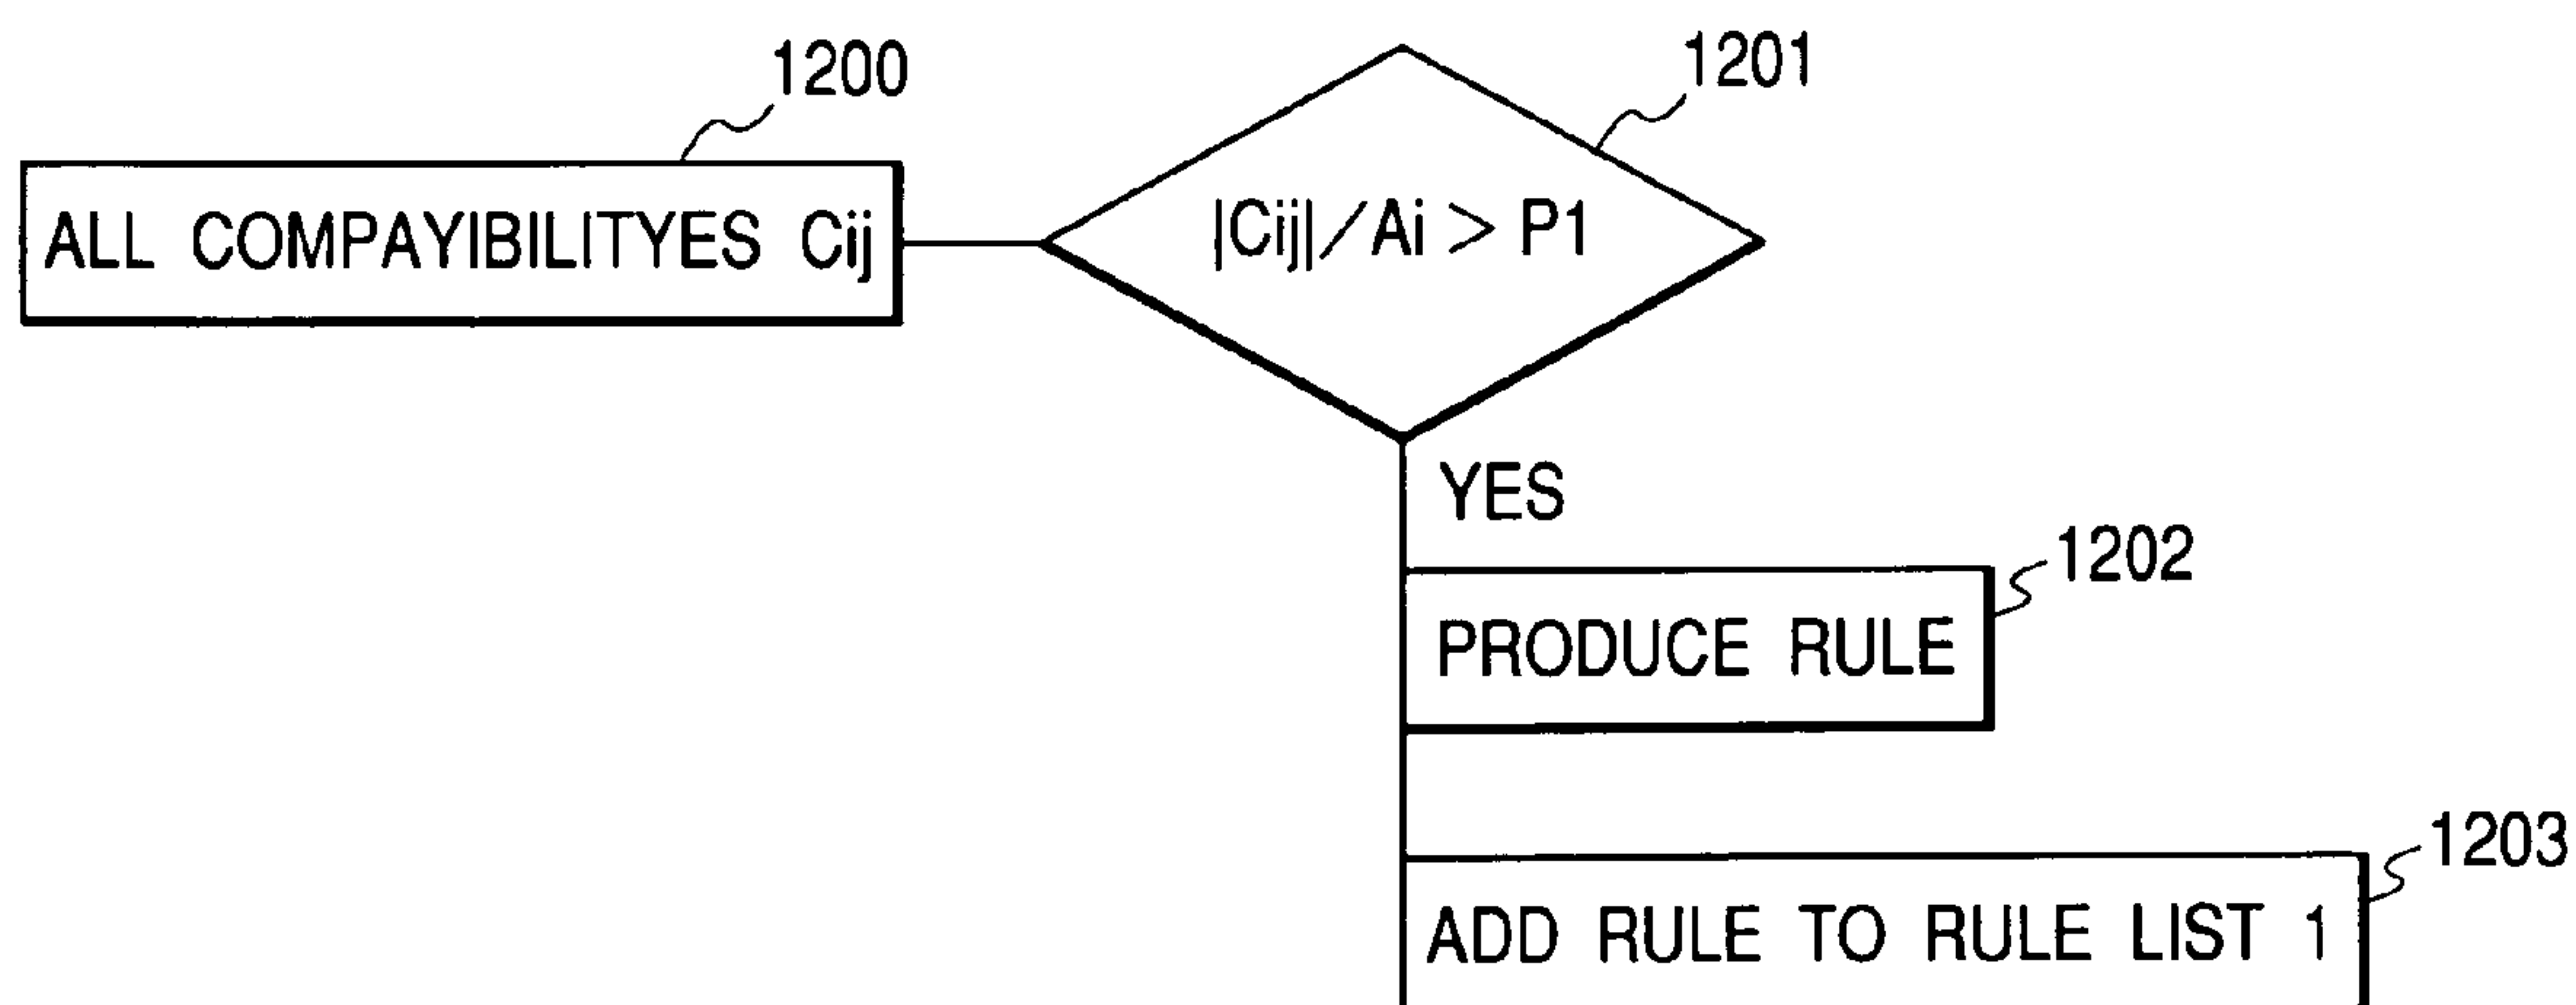 1200
1201
ALL COMPAYIBILITYES Cij
|Cij|/Ai > P1
YES
1202
PRODUCE RULE
1203
ADD RULE TO RULE LIST 1